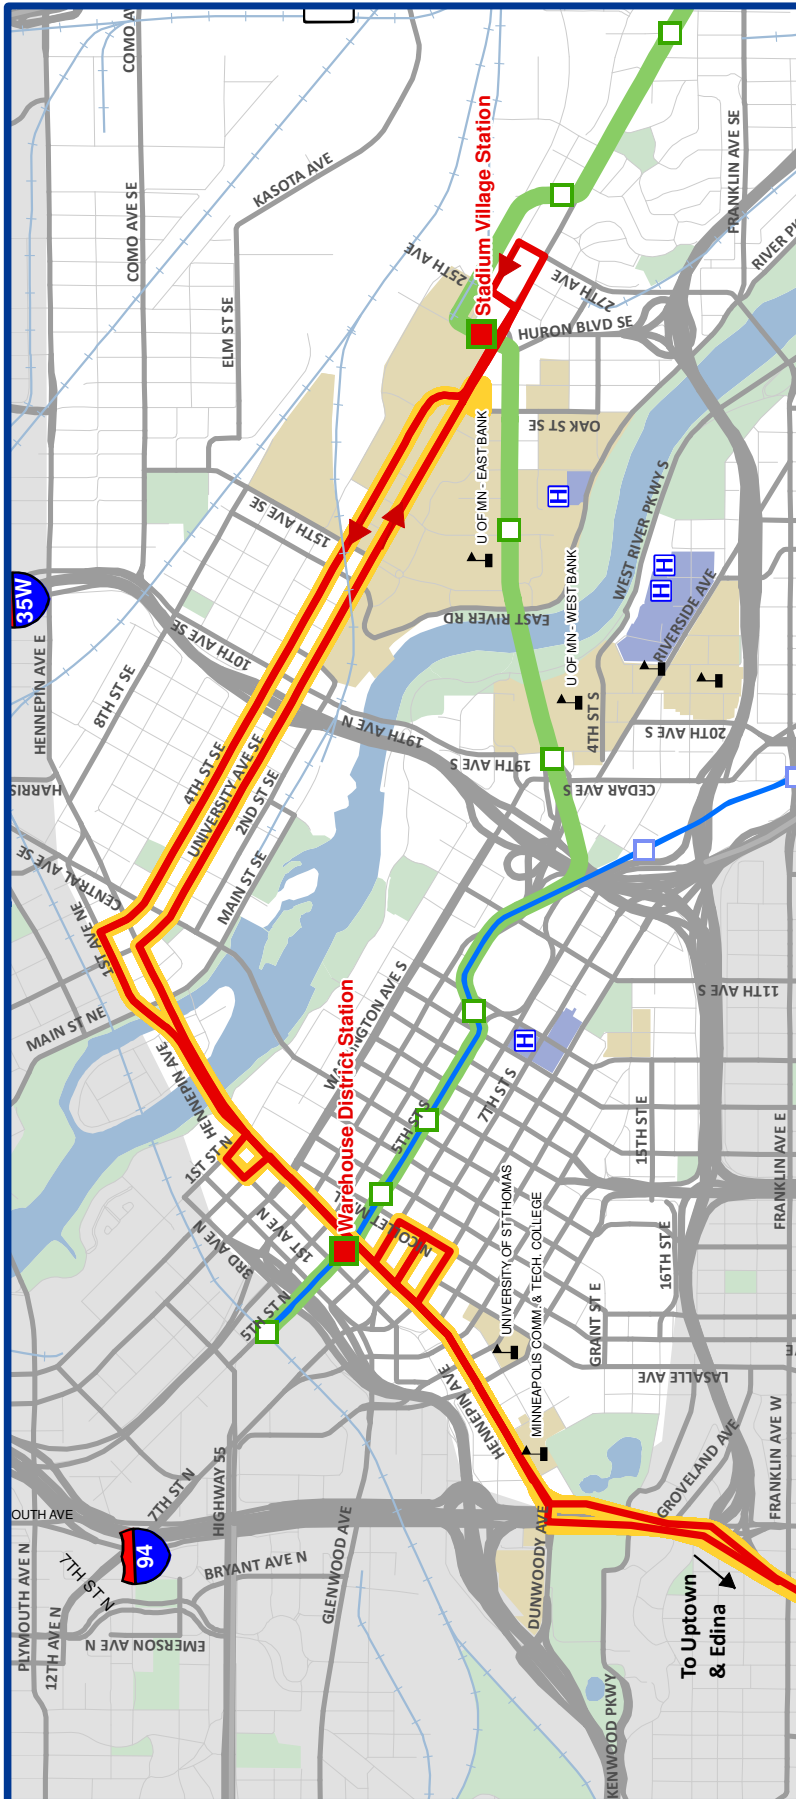 COMO AV
KASOTA AVE
COMO AVE SE
ELM ST SE
FRANKLIN AVE SE
Stadium Village Station
25TH AVE
27TH AVE
RIVER P
HURON BLVD SE
OAK ST SE
U OF MN - EAST BANK
H
15TH AVE SE
WEST RIVER PKWY S
35W
HENNEPIN AVE E
10TH AVE SE
8TH ST SE
EAST RIVER RD
U OF MN - WEST BANK
H
H
RIVERSIDE AVE
19TH AVE N
19TH AVE S
4TH ST S
20TH AVE S
CEDAR AVE S
HARRIS
4TH ST SE
UNIVERSITY AVE SE
2ND ST SE
MAIN ST SE
CENTRAL AVE SE
1ST AVE NE
MAIN ST NE
WASHINGTON AVE S
11TH AVE S
H
HENNEPIN AVE
Warehouse District Station
7TH ST S
5TH ST S
15TH ST E
FRANKLIN AVE E
1ST ST N
1ST AVE N
3RD AVE N
NICOLLET MALL
5TH ST N
UNIVERSITY OF ST THOMAS
MINNEAPOLIS COMM. & TECH. COLLEGE
16TH ST E
GRANT ST E
LASALLE AVE
HENNEPIN AVE
GROVELAND AVE
FRANKLIN AVE W
OUTH AVE
7TH ST N
HIGHWAY 55
94
PLYMOUTH AVE N
7TH ST N
BRYANT AVE N
GLENWOOD AVE
DUNWOODY AVE
12TH AVE N
EMERSON AVE N
To Uptown
& Edina
KENWOOD PKWY